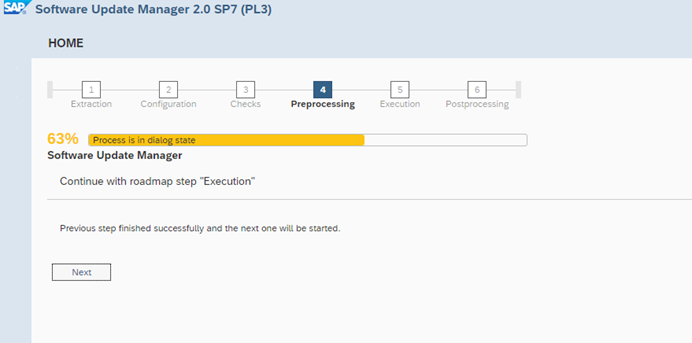 SAP Software Update Manager 2.0 SP7 (PL3)
HOME
1 2 3 4 5 6
Extraction Configuration Checks Preprocessing Execution Postprocessing
63% Process is in dialog state
Software Update Manager
Continue with roadmap step "Execution"
Previous step finished successfully and the next one will be started.
Next